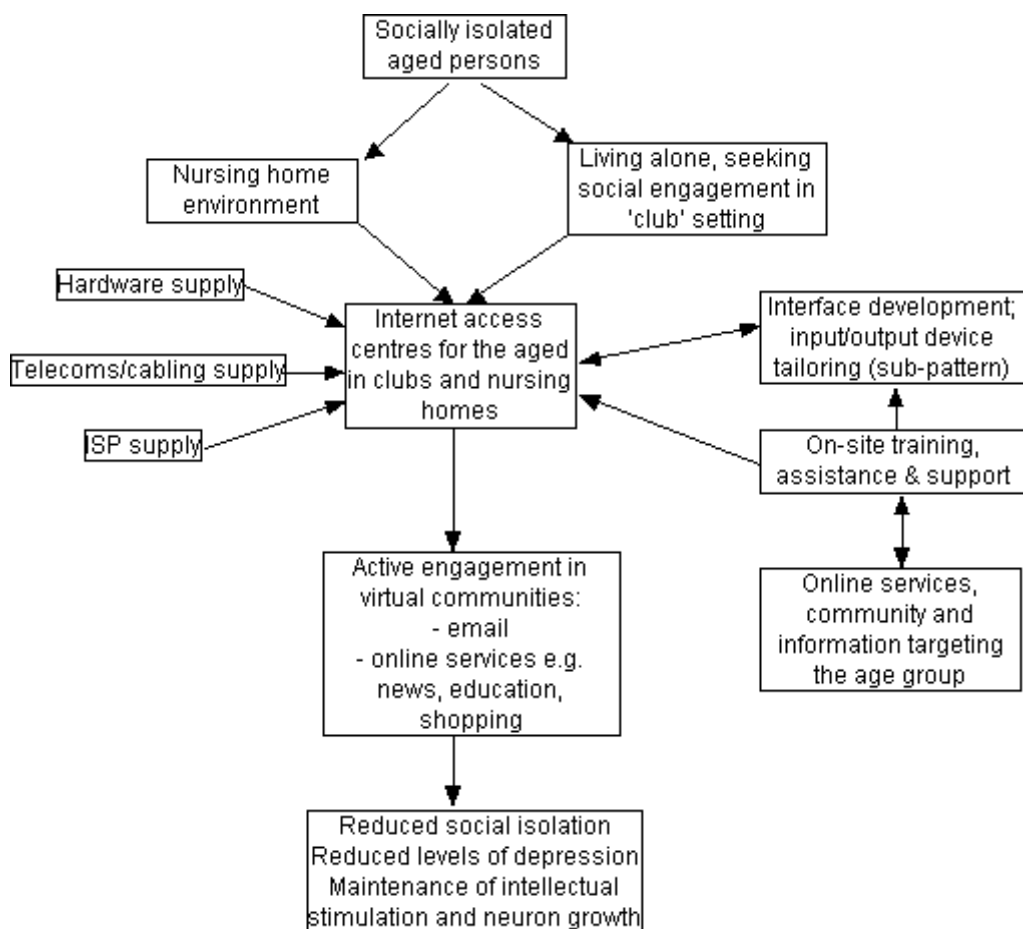 Socially isolated
aged persons
Nursing home
environment
Living alone, seeking
social engagement in
'club' setting
Hardware supply
Telecoms/cabling supply
ISP supply
Internet access
centres for the aged
in clubs and nursing
homes
Interface development;
input/output device
tailoring (sub-pattern)
On-site training,
assistance & support
Online services,
community and
information targeting
the age group
Active engagement in
virtual communities:
- email
- online services e.g.
news, education,
shopping
Reduced social isolation
Reduced levels of depression
Maintenance of intellectual
stimulation and neuron growth